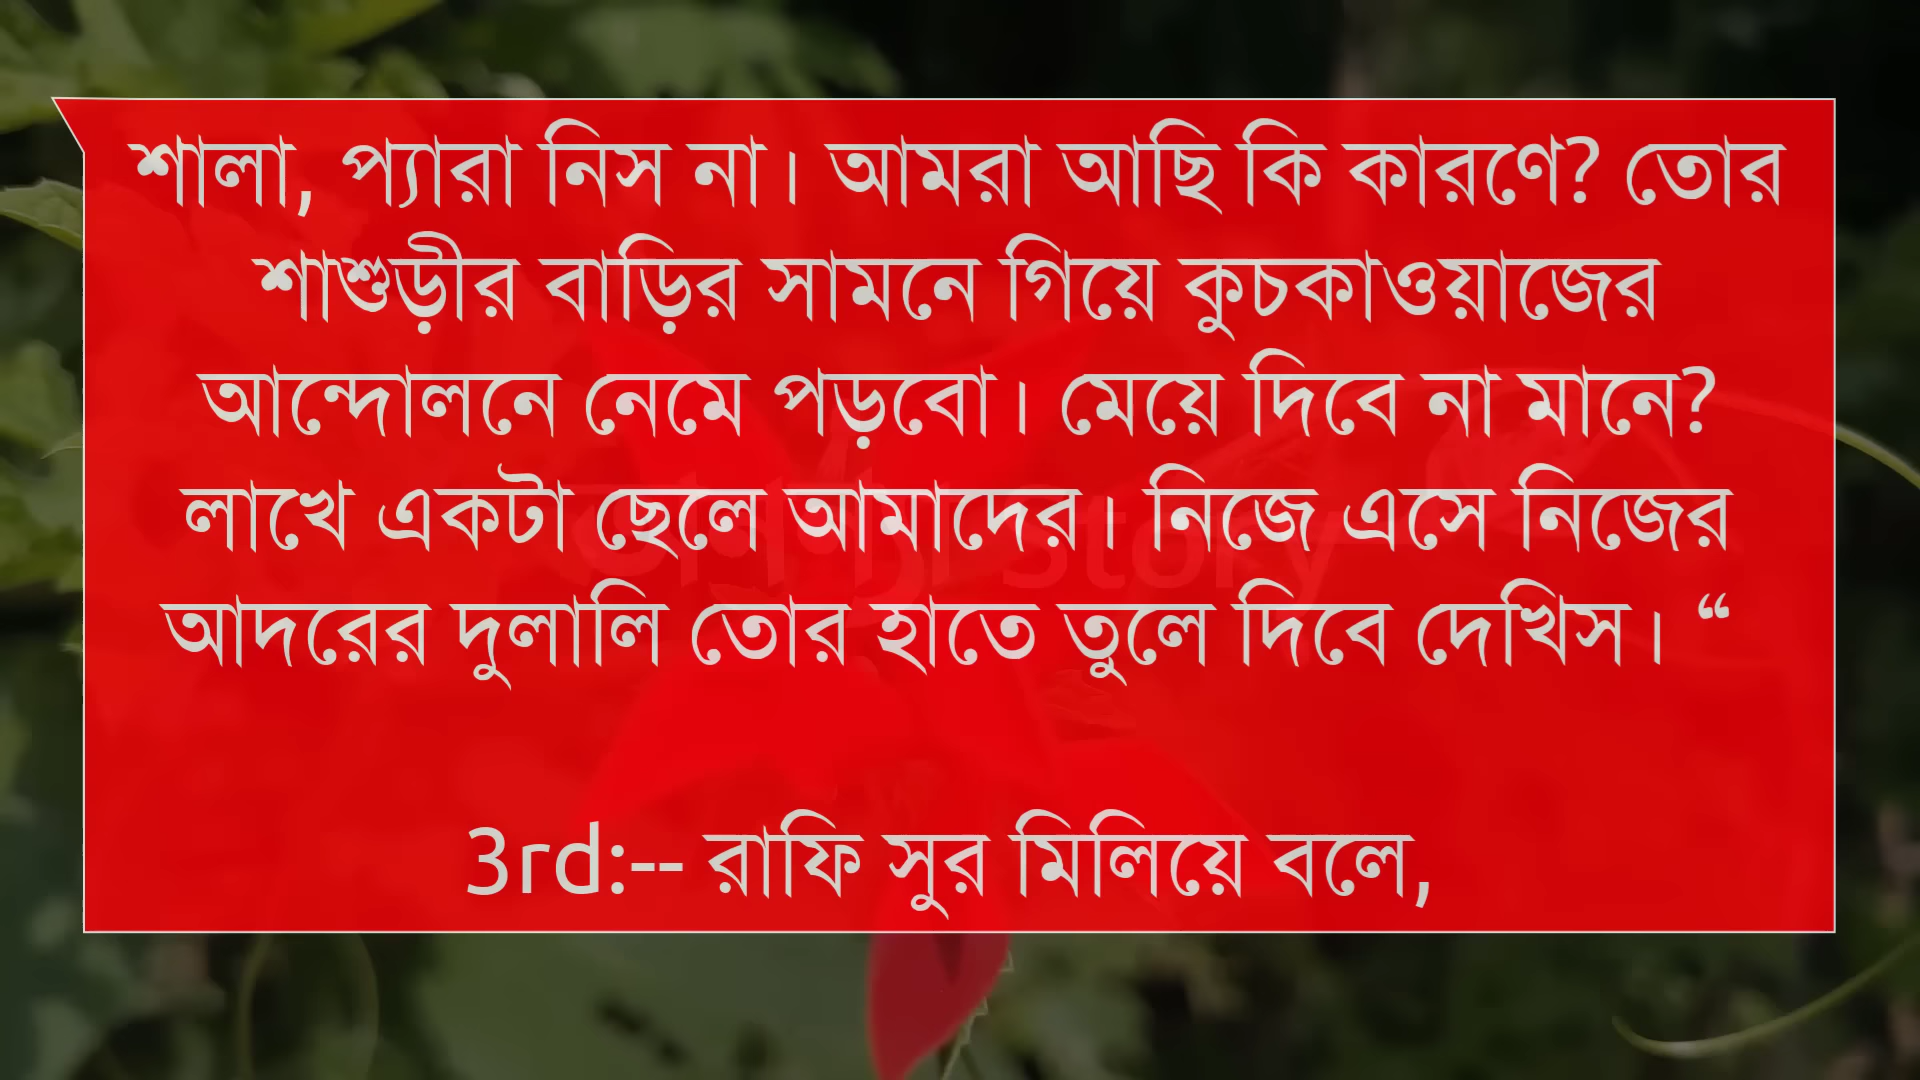 শালা, প্যারা নিস না। আমরা আছি কি কারণে? তোর
শাশুড়ীর বাড়ির সামনে গিয়ে কুচকাওয়াজের
আন্দোলনে নেমে পড়বো। মেয়ে দিবে না মানে?
লাখে একটা ছেলে আমাদের। নিজে এসে নিজের
আদরের দুলালি তোর হাতে তুলে দিবে দেখিস। “
3rd:-- রাফি সুর মিলিয়ে বলে,